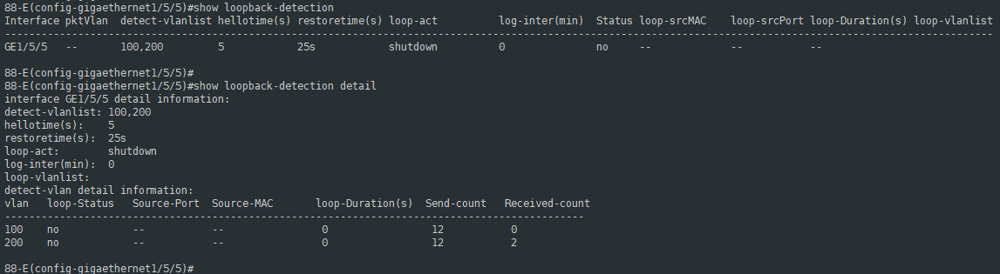 88-E(config-gigaethernet1/5/5)#show loopback-detection
Interface pktVlan  detect-vlanlist hellotime(s) restoretime(s) loop-act            log-inter(min)  Status loop-srcMAC    loop-srcPort loop-Duration(s) loop-vlanlist
------------------------------------------------------------------------------------------------------------------------------------------------------------------
GE1/5/5   --       100,200         5            25s            shutdown            0               no     --             --           --
88-E(config-gigaethernet1/5/5)#
88-E(config-gigaethernet1/5/5)#show loopback-detection detail
interface GE1/5/5 detail information:
detect-vlanlist: 100,200
hellotime(s):    5
restoretime(s):  25s
loop-act:        shutdown
log-inter(min):  0
loop-vlanlist:
detect-vlan detail information:
vlan   loop-Status   Source-Port  Source-MAC       loop-Duration(s)  Send-count   Received-count
-----------------------------------------------------------------------------------------------
100    no            --           --                0                 12           0
200    no            --           --                0                 12           2
88-E(config-gigaethernet1/5/5)#